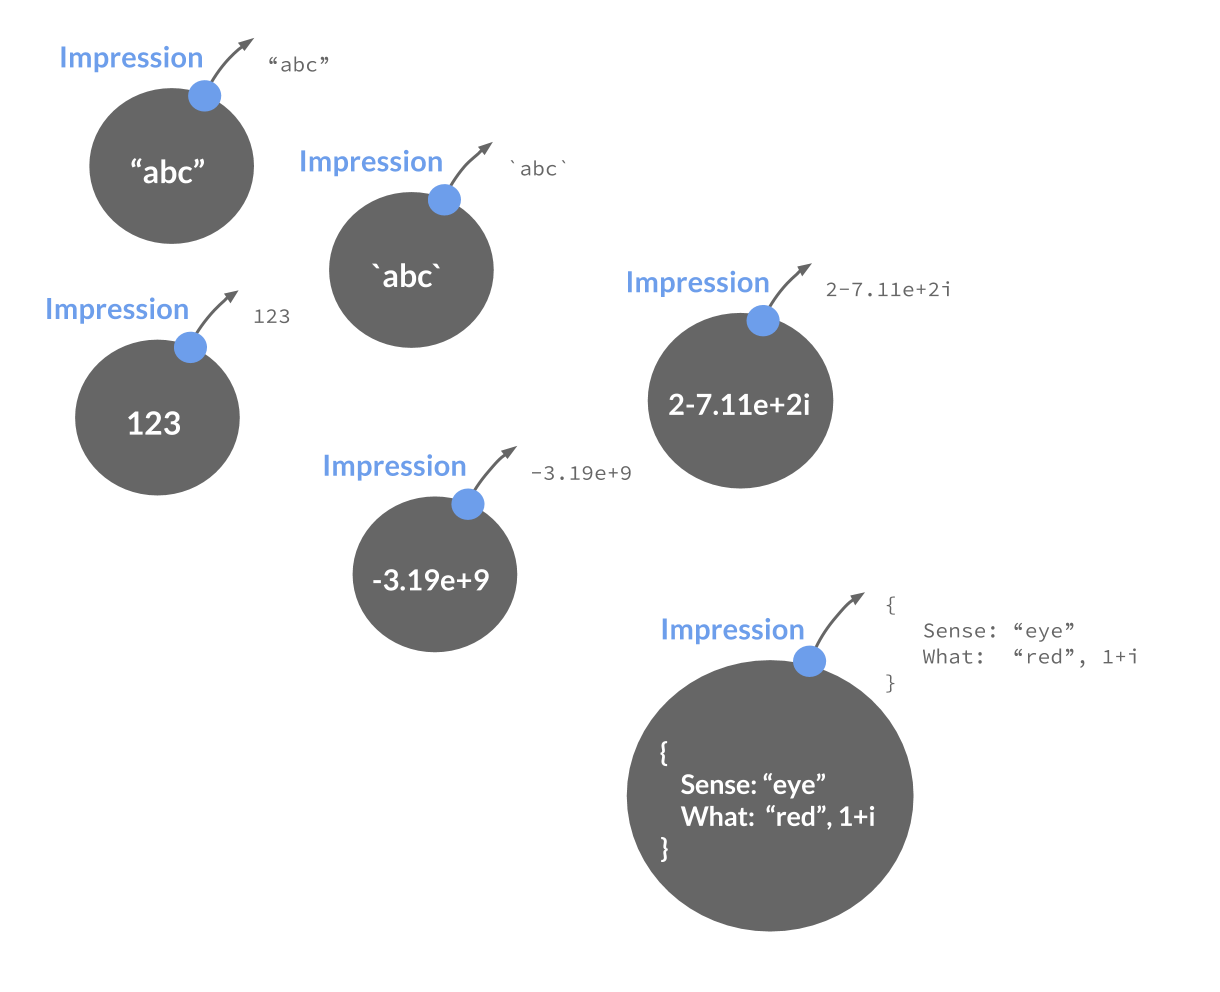 Impression
“abc”
“abc”
Impression
`abc`
`abc`
Impression
2-7.11e+2i
2-7.11e+2i
Impression
123
123
Impression
-3.19e+9
-3.19e+9
Impression
{
Sense: “eye”
What: “red”, 1+i
}
{
Sense: “eye”
What: “red”, 1+i
}